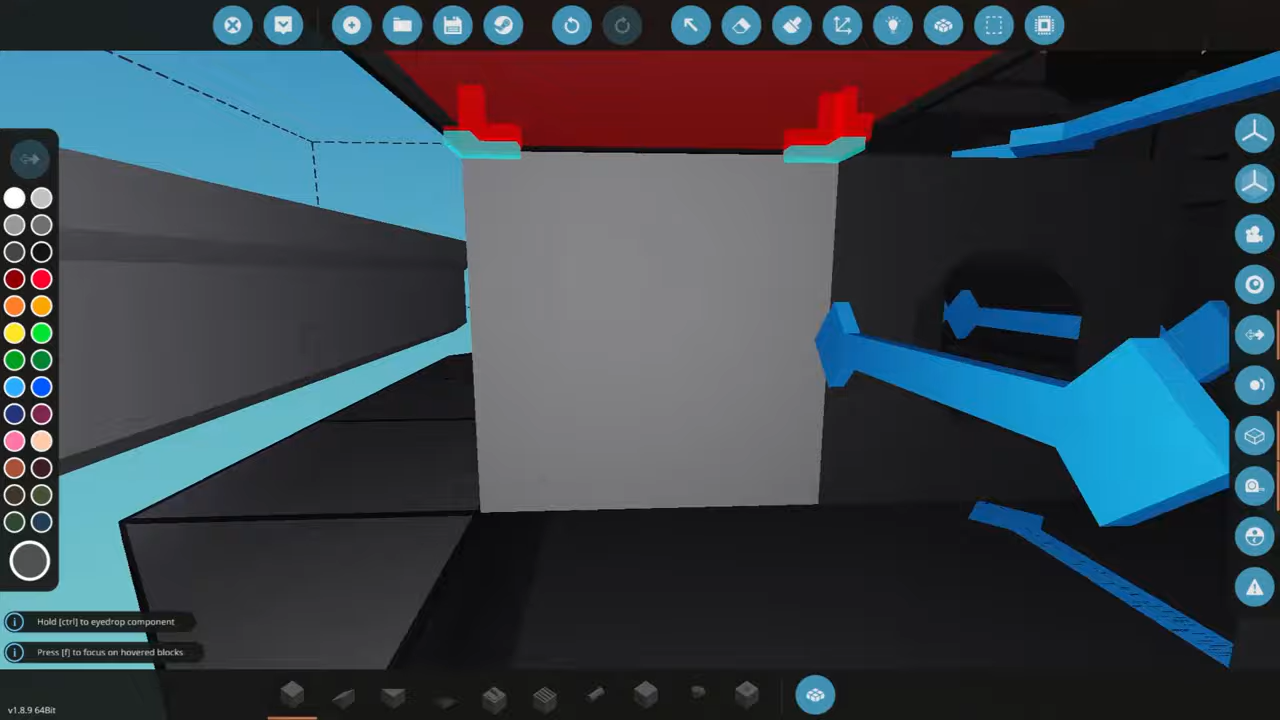 Hold [ctrl] to eyedrop component
Press [f] to focus on hovered blocks
v1.8.9 64Bit